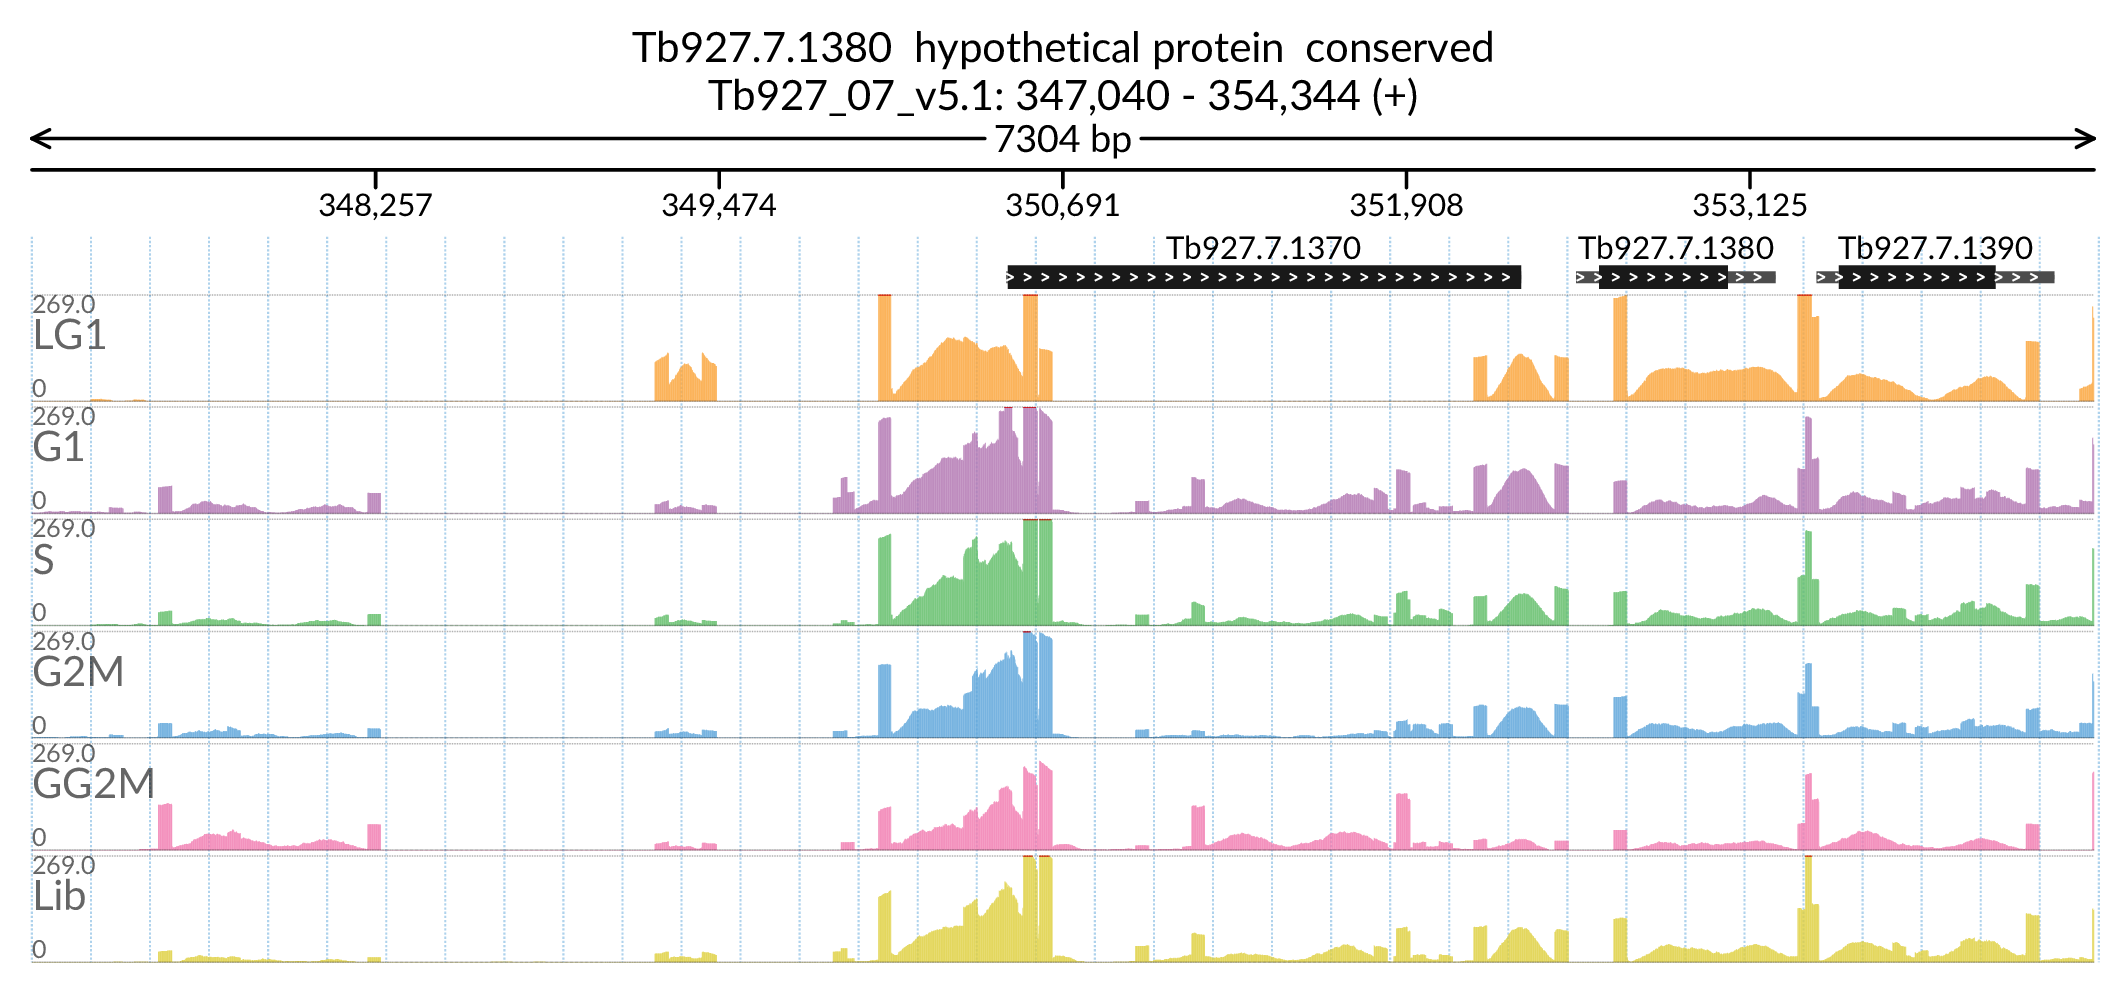 Tb927.7.1380  hypothetical protein  conserved
Tb927_07_v5.1: 347,040 - 354,344 (+)
7304 bp
348,257 349,474 350,691 351,908 353,125
Tb927.7.1370 Tb927.7.1380 Tb927.7.1390
269.0
LG1
0
269.0
G1
0
269.0
S
0
269.0
G2M
0
269.0
GG2M
0
269.0
Lib
0